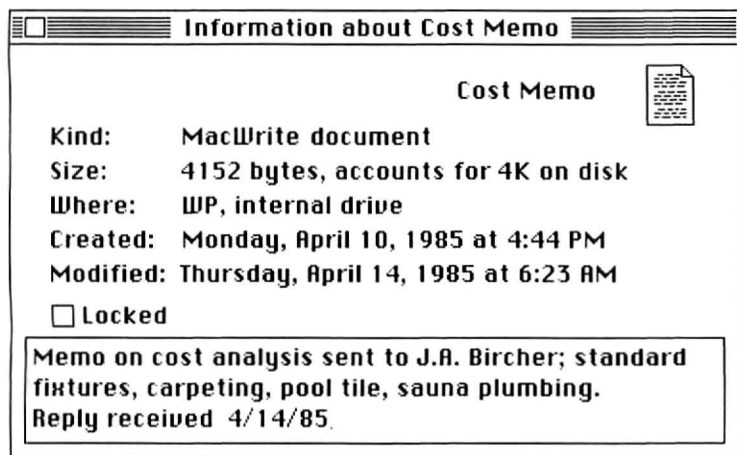 Information about Cost Memo
Cost Memo
Kind: MacWrite document
Size: 4152 bytes, accounts for 4K on disk
Where: WP, internal drive
Created: Monday, April 10, 1985 at 4:44 PM
Modified: Thursday, April 14, 1985 at 6:23 AM
Locked
Memo on cost analysis sent to J.A. Bircher; standard
fixtures, carpeting, pool tile, sauna plumbing.
Reply received 4/14/85